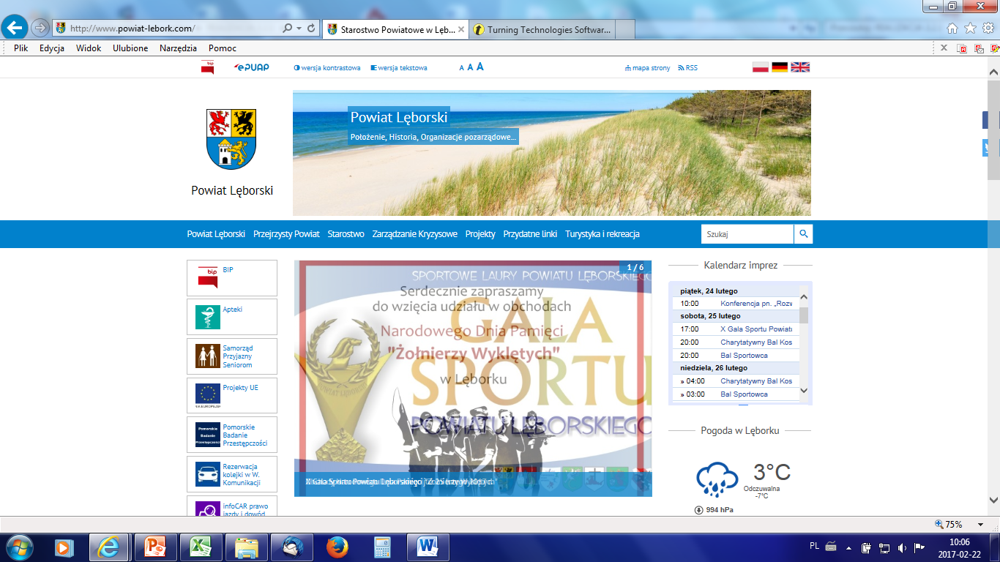 http://www.powiat-lebork.com/
Starostwo Powiatowe w Lęb...
Turning Technologies Softwar...
Plik Edycja Widok Ulubione Narzędzia Pomoc
bip
ePUAP
wersja kontrastowa
wersja tekstowa
A A A
mapa strony
RSS
Powiat Lęborski
Położenie, Historia, Organizacje pozarządowe...
Powiat Lęborski
Powiat Lęborski Przejrzysty Powiat Starostwo Zarządzanie Kryzysowe Projekty Przydatne linki Turystyka i rekreacja
Szukaj
bip
BIP
Apteki
Samorząd
Przyjazny
Seniorom
Projekty UE
Pomorskie
Badanie
Przestępczości
Pomorskie
Badanie
Przestępczości
Rezerwacja
kolejki w W.
Komunikacji
infoCAR prawo
jazdy i dowód
1 / 6
SPORTOWE LAURY POWIATU LĘBORSKIEGO
Serdecznie zapraszamy
do wzięcia udziału w obchodach
Narodowego Dnia Pamięci
"Żołnierzy Wyklętych"
w Lęborku
GALA
SPORTU
POWIATU LĘBORSKIEGO
Kalendarz imprez
piątek, 24 lutego
10:00 Konferencja pn. „Rozw
sobota, 25 lutego
17:00 X Gala Sportu Powiatu
20:00 Charytatywny Bal Kos
20:00 Bal Sportowca
niedziela, 26 lutego
» 04:00 Charytatywny Bal Kos
» 03:00 Bal Sportowca
Pogoda w Lęborku
3°C
Odczuwalna
-7°C
994 hPa
75%
PL
10:06
2017-02-22